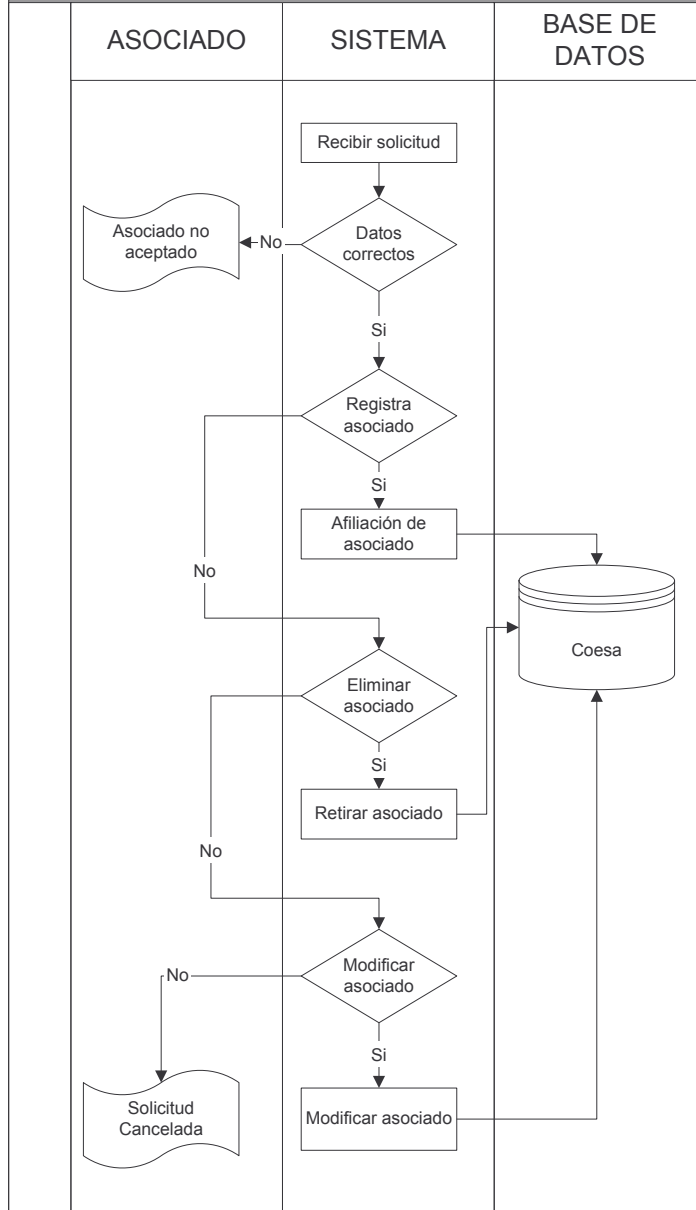 ASOCIADO
SISTEMA
BASE DE
DATOS
Recibir solicitud
Asociado no
aceptado
No
Datos
correctos
Si
Registra
asociado
Si
Afiliación de
asociado
No
Coesa
Eliminar
asociado
Si
Retirar asociado
No
Modificar
asociado
No
Si
Solicitud
Cancelada
Modificar asociado